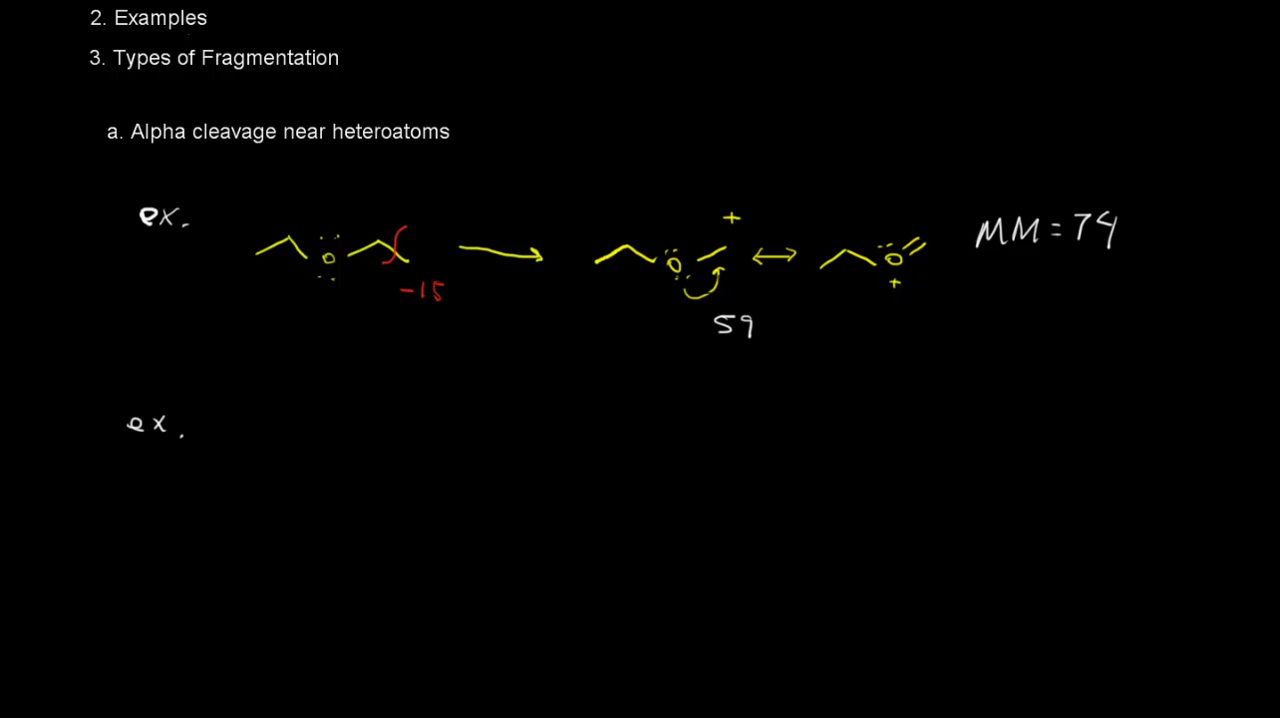 2. Examples
3. Types of Fragmentation
a. Alpha cleavage near heteroatoms
ex.
+
O O O MM=74
+
-15
59
ex.